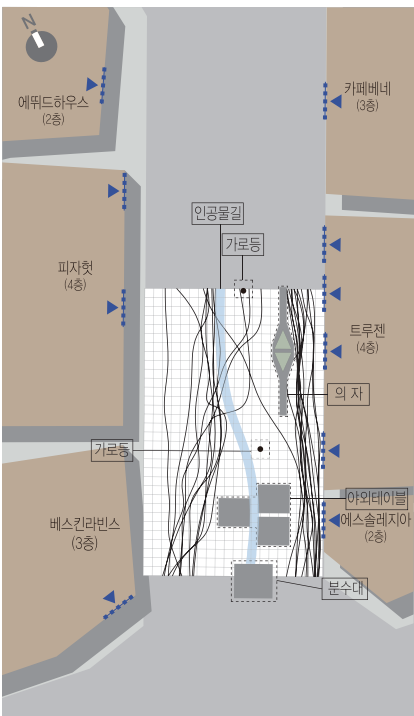 N
에뛰드하우스
(2층)
카페베네
(3층)
인공물길
가로등
피자헛
(4층)
트루젠
(4층)
의 자
가로등
야외테이블
베스킨라빈스
(3층)
에스솔레지아
(2층)
분수대